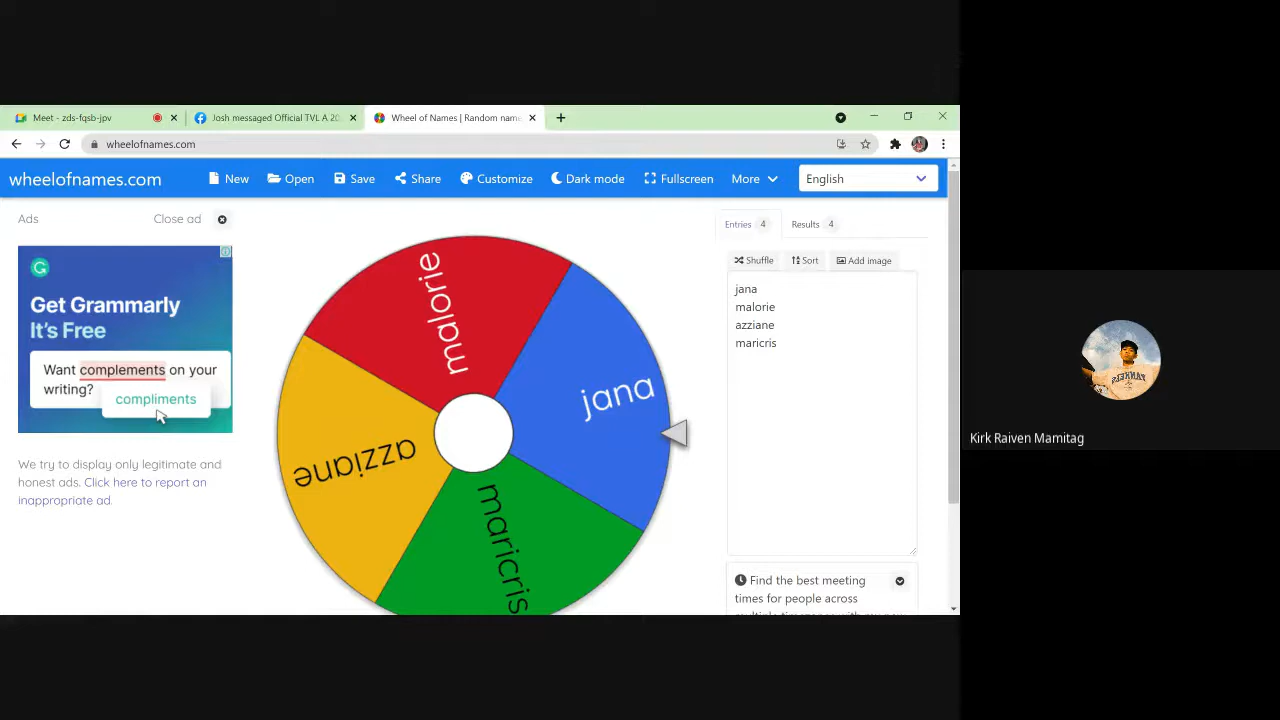 Meet - zds-fqsb-jpv
Josh messaged Official TVL A 20
Wheel of Names | Random name
wheelofnames.com
wheelofnames.com
New
Open
Save
Share
Customize
Dark mode
Fullscreen
More
English
Ads
Close ad
Get Grammarly
It's Free
Want complements on your
writing?
compliments
We try to display only legitimate and
honest ads. Click here to report an
inappropriate ad.
malorie
jana
azziane
maricris
Entries 4
Results 4
Shuffle
Sort
Add image
jana
malorie
azziane
maricris
Find the best meeting
times for people across
Kirk Raiven Mamitag